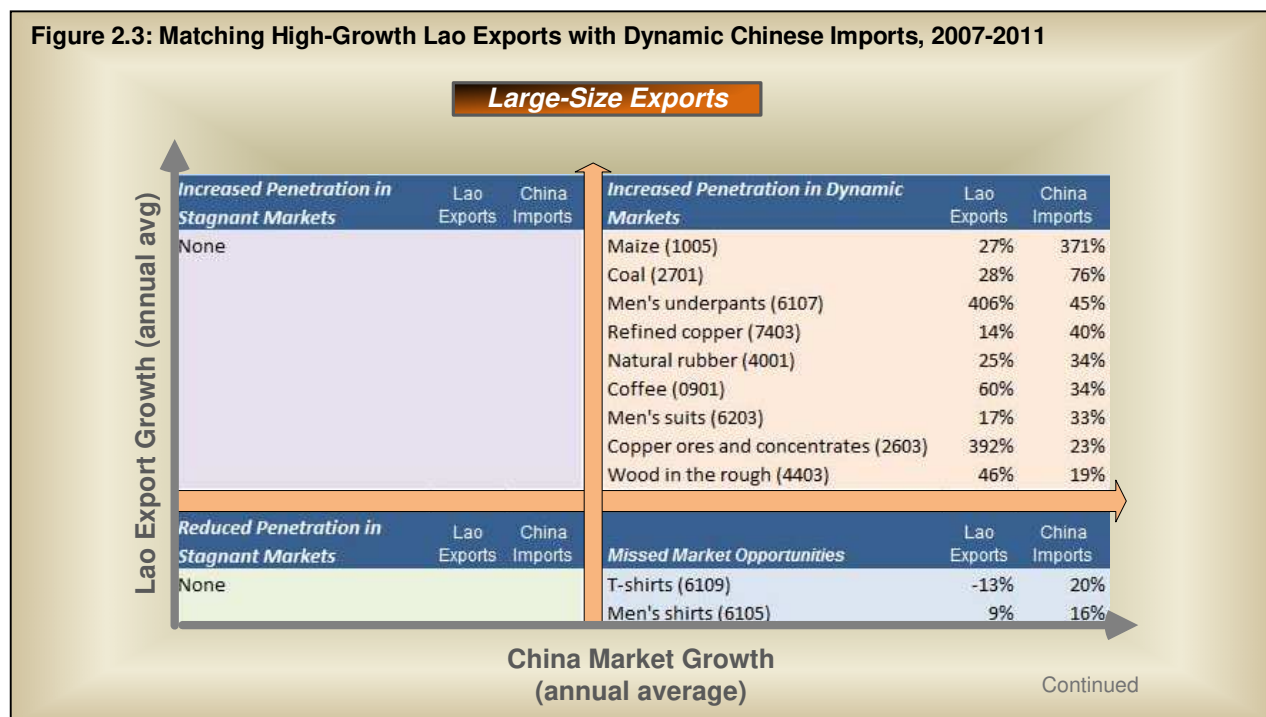 Figure 2.3: Matching High-Growth Lao Exports with Dynamic Chinese Imports, 2007-2011
Large-Size Exports
Lao Export Growth (annual avg)
Increased Penetration in Stagnant Markets Lao Exports China Imports
None
Increased Penetration in Dynamic Markets Lao Exports China Imports
Maize (1005) 27% 371%
Coal (2701) 28% 76%
Men's underpants (6107) 406% 45%
Refined copper (7403) 14% 40%
Natural rubber (4001) 25% 34%
Coffee (0901) 60% 34%
Men's suits (6203) 17% 33%
Copper ores and concentrates (2603) 392% 23%
Wood in the rough (4403) 46% 19%
Reduced Penetration in Stagnant Markets Lao Exports China Imports
None
Missed Market Opportunities Lao Exports China Imports
T-shirts (6109) -13% 20%
Men's shirts (6105) 9% 16%
China Market Growth
(annual average)
Continued